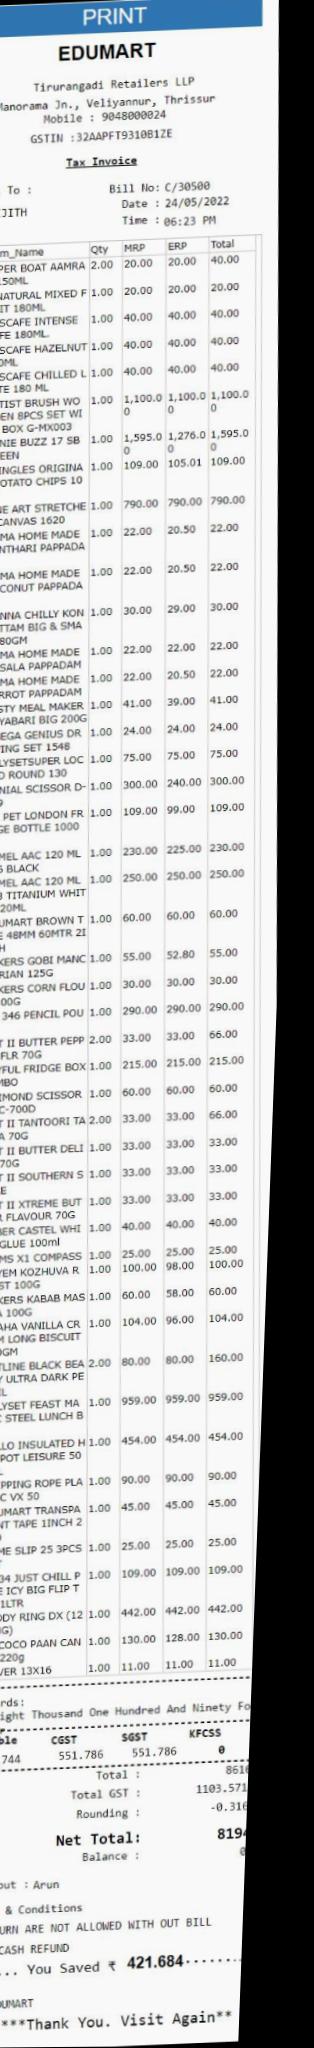 PRINT
EDUMART
Tirurangadi Retailers LLP
Manorama Jn., Veliyannur, Thrissur
Mobile : 9048000024
GSTIN :32AAPFT9310B1ZE
Tax Invoice
To : Bill No: C/30500
JITH Date : 24/05/2022
Time : 06:23 PM
m_Name Qty MRP ERP Total
PER BOAT AAMRA 2.00 20.00 20.00 40.00
50ML
NATURAL MIXED F 1.00 20.00 20.00 20.00
IT 180ML
SCAFE INTENSE 1.00 40.00 40.00 40.00
FE 180ML.
SCAFE HAZELNUT 1.00 40.00 40.00 40.00
0ML
SCAFE CHILLED L 1.00 40.00 40.00 40.00
TE 180 ML
TIST BRUSH WO 1.00 1,100.0 1,100.0 1,100.0
EN 8PCS SET WI 0 0 0
BOX G-MX003
NIE BUZZ 17 SB 1.00 1,595.0 1,276.0 1,595.0
EEN 0 0 0
INGLES ORIGINA 1.00 109.00 105.01 109.00
OTATO CHIPS 10
NE ART STRETCHE 1.00 790.00 790.00 790.00
CANVAS 1620
MA HOME MADE 1.00 22.00 20.50 22.00
NTHARI PAPPADA
MA HOME MADE 1.00 22.00 20.50 22.00
CONUT PAPPADA
NNA CHILLY KON 1.00 30.00 29.00 30.00
TTAM BIG & SMA
80GM
MA HOME MADE 1.00 22.00 22.00 22.00
SALA PAPPADAM
MA HOME MADE 1.00 22.00 20.50 22.00
RROT PAPPADAM
STY MEAL MAKER 1.00 41.00 39.00 41.00
YABARI BIG 200G
EGA GENIUS DR 1.00 24.00 24.00 24.00
ING SET 1548
LYSETSUPER LOC 1.00 75.00 75.00 75.00
D ROUND 130
NIAL SCISSOR D- 1.00 300.00 240.00 300.00
9
PET LONDON FR 1.00 109.00 99.00 109.00
GE BOTTLE 1000
MEL AAC 120 ML 1.00 230.00 225.00 230.00
BLACK
MEL AAC 120 ML 1.00 250.00 250.00 250.00
TITANIUM WHIT
20ML
UMART BROWN T 1.00 60.00 60.00 60.00
E 48MM 60MTR 2I
H
KERS GOBI MANC 1.00 55.00 52.80 55.00
RIAN 125G
KERS CORN FLOU 1.00 30.00 30.00 30.00
00G
346 PENCIL POU 1.00 290.00 290.00 290.00
T II BUTTER PEPP 2.00 33.00 33.00 66.00
FLR 70G
YFUL FRIDGE BOX 1.00 215.00 215.00 215.00
MBO
MOND SCISSOR 1.00 60.00 60.00 60.00
C-700D
T II TANTOORI TA 2.00 33.00 33.00 66.00
A 70G
T II BUTTER DELI 1.00 33.00 33.00 33.00
70G
T II SOUTHERN S 1.00 33.00 33.00 33.00
E
T II XTREME BUT 1.00 33.00 33.00 33.00
FLAVOUR 70G
BER CASTEL WHI 1.00 40.00 40.00 40.00
GLUE 100ml
MS X1 COMPASS 1.00 25.00 25.00 25.00
YEM KOZHUVA R 1.00 100.00 98.00 100.00
ST 100G
KERS KABAB MAS 1.00 60.00 58.00 60.00
A 100G
AHA VANILLA CR 1.00 104.00 96.00 104.00
M LONG BISCUIT
0GM
TLINE BLACK BEA 2.00 80.00 80.00 160.00
Y ULTRA DARK PE
IL
LYSET FEAST MA 1.00 959.00 959.00 959.00
C STEEL LUNCH B
LO INSULATED H 1.00 454.00 454.00 454.00
POT LEISURE 50
IPPING ROPE PLA 1.00 90.00 90.00 90.00
C VX 50
UMART TRANSPA 1.00 45.00 45.00 45.00
NT TAPE 1INCH 2
ME SLIP 25 3PCS 1.00 25.00 25.00 25.00
T
34 JUST CHILL P 1.00 109.00 109.00 109.00
E ICY BIG FLIP T
1LTR
DDY RING DX (12 1.00 442.00 442.00 442.00
G)
COCO PAAN CAN 1.00 130.00 128.00 130.00
220g
VER 13X16 1.00 11.00 11.00 11.00
rds:
ight Thousand One Hundred And Ninety Fo
ble CGST SGST KFCSS
744 551.786 551.786 0
Total : 8616
Total GST : 1103.571
Rounding : -0.316
Net Total: 8194
Balance : 0
out : Arun
& Conditions
URN ARE NOT ALLOWED WITH OUT BILL
CASH REFUND
... You Saved ₹ 421.684.......
DUMART
***Thank You. Visit Again**